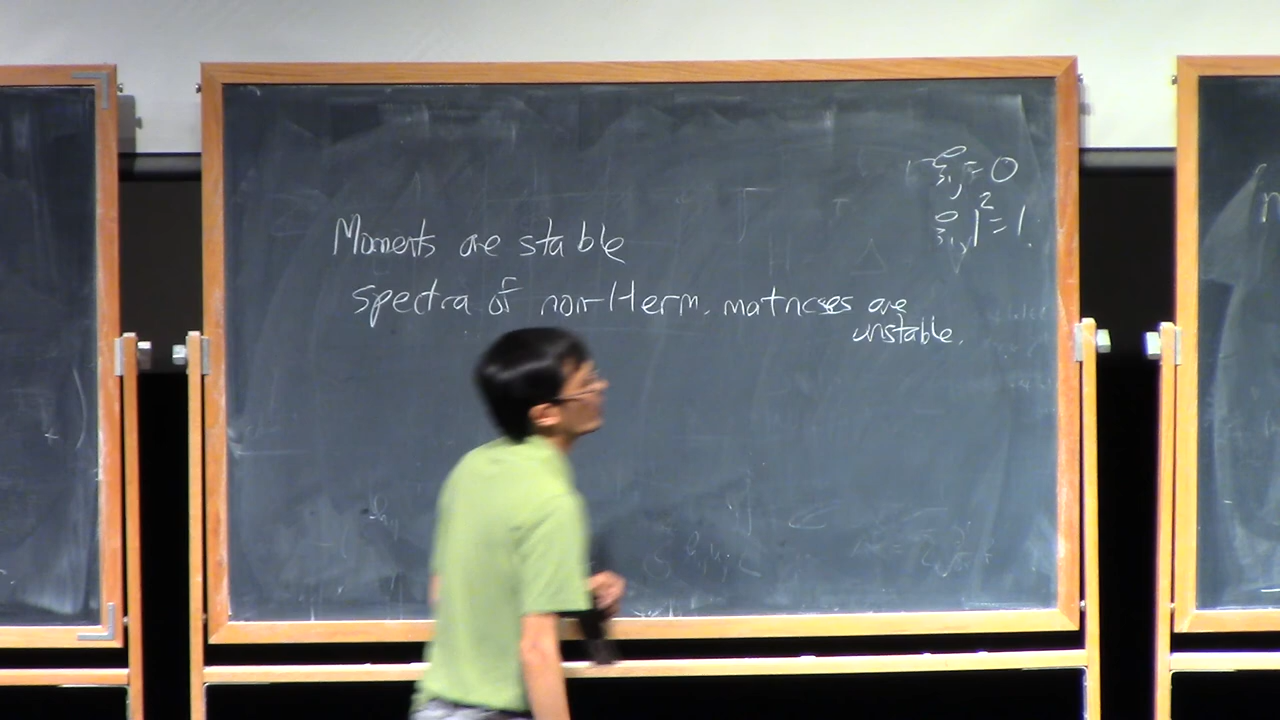 ξij = 0
ξij|² = 1.
Moments are stable
spectra of non-Herm. matrices are
unstable.